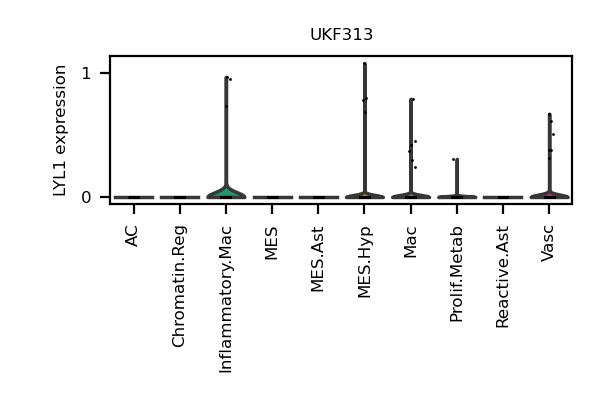 UKF313
LYL1 expression
1
0
AC
Chromatin.Reg
Inflammatory.Mac
MES
MES.Ast
MES.Hyp
Mac
Prolif.Metab
Reactive.Ast
Vasc